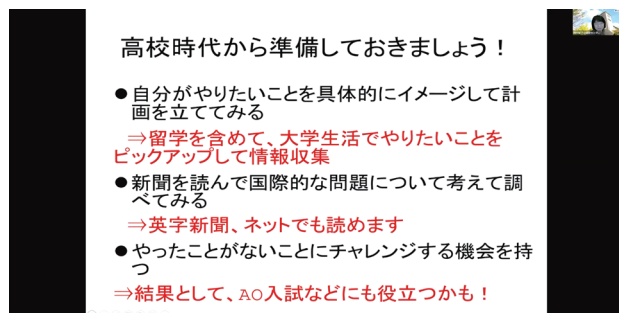 高校時代から準備しておきましょう！
●自分がやりたいことを具体的にイメージして計
画を立ててみる
⇒留学を含めて、大学生活でやりたいことを
ピックアップして情報収集
●新聞を読んで国際的な問題について考えて調
べてみる
⇒英字新聞、ネットでも読めます
●やったことがないことにチャレンジする機会を持
つ
⇒結果として、AO入試などにも役立つかも！